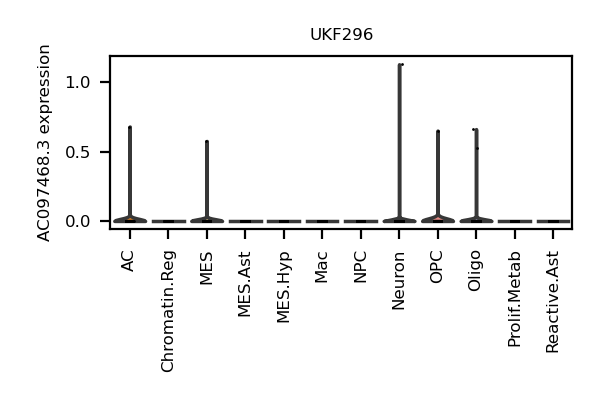 UKF296
AC097468.3 expression
1.0
0.5
0.0
AC
Chromatin.Reg
MES
MES.Ast
MES.Hyp
Mac
NPC
Neuron
OPC
Oligo
Prolif.Metab
Reactive.Ast